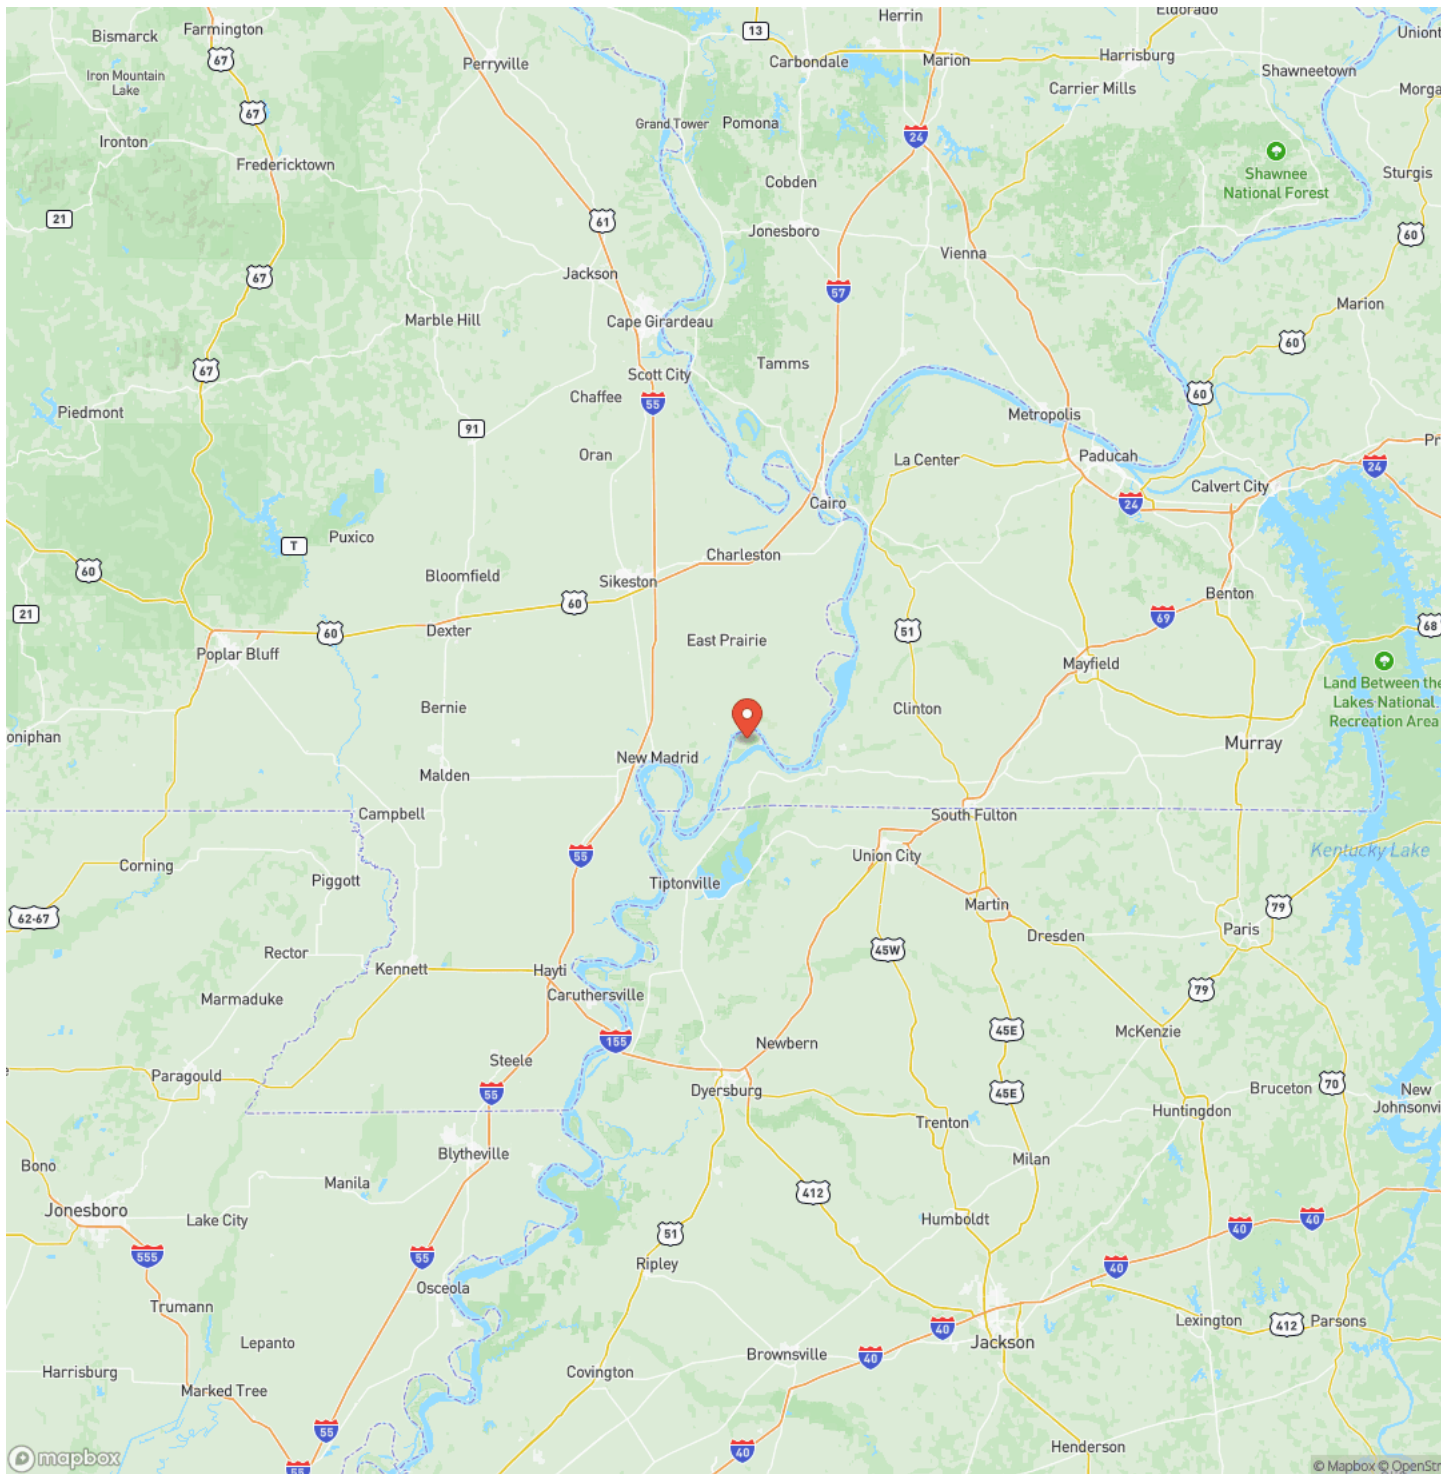 Bismarck
Farmington
67
Iron Mountain
Lake
67
Ironton
Fredericktown
21
67
67
Piedmont
Perryville
61
Jackson
Marble Hill
Cape Girardeau
Scott City
Chaffee
55
91
Oran
13
Herrin
Eldorado
Uniont
Carbondale
Marion
Harrisburg
Shawneetown
Carrier Mills
Morga
Grand Tower
Pomona
24
Shawnee
National Forest
Sturgis
Cobden
Jonesboro
60
Vienna
57
Marion
60
Tamms
60
Metropolis
La Center
Paducah
Pr
24
Calvert City
24
Cairo
Puxico
T
60
Charleston
Bloomfield
Sikeston
60
21
60
Dexter
Poplar Bluff
East Prairie
51
Benton
69
68
Mayfield
Land Between the
Lakes National
Recreation Area
Bernie
Clinton
oniphan
Murray
New Madrid
Malden
Campbell
South Fulton
Corning
55
Union City
Kentucky Lake
Piggott
Tiptonville
62-67
Martin
79
Paris
Dresden
45W
Rector
Kennett
Hayti
Marmaduke
Caruthersville
79
155
45E
McKenzie
Newbern
Steele
Paragould
Dyersburg
55
45E
Bruceton
70
New
Johnsonvi
Huntingdon
Trenton
Blytheville
Bono
Milan
Manila
412
Jonesboro
Lake City
Humboldt
40
40
51
555
55
Ripley
40
Osceola
Trumann
Lexington
412
Parsons
40
Jackson
Lepanto
Brownsville
40
Harrisburg
Covington
Marked Tree
55
40
Henderson
55
mapbox
© Mapbox © OpenStr